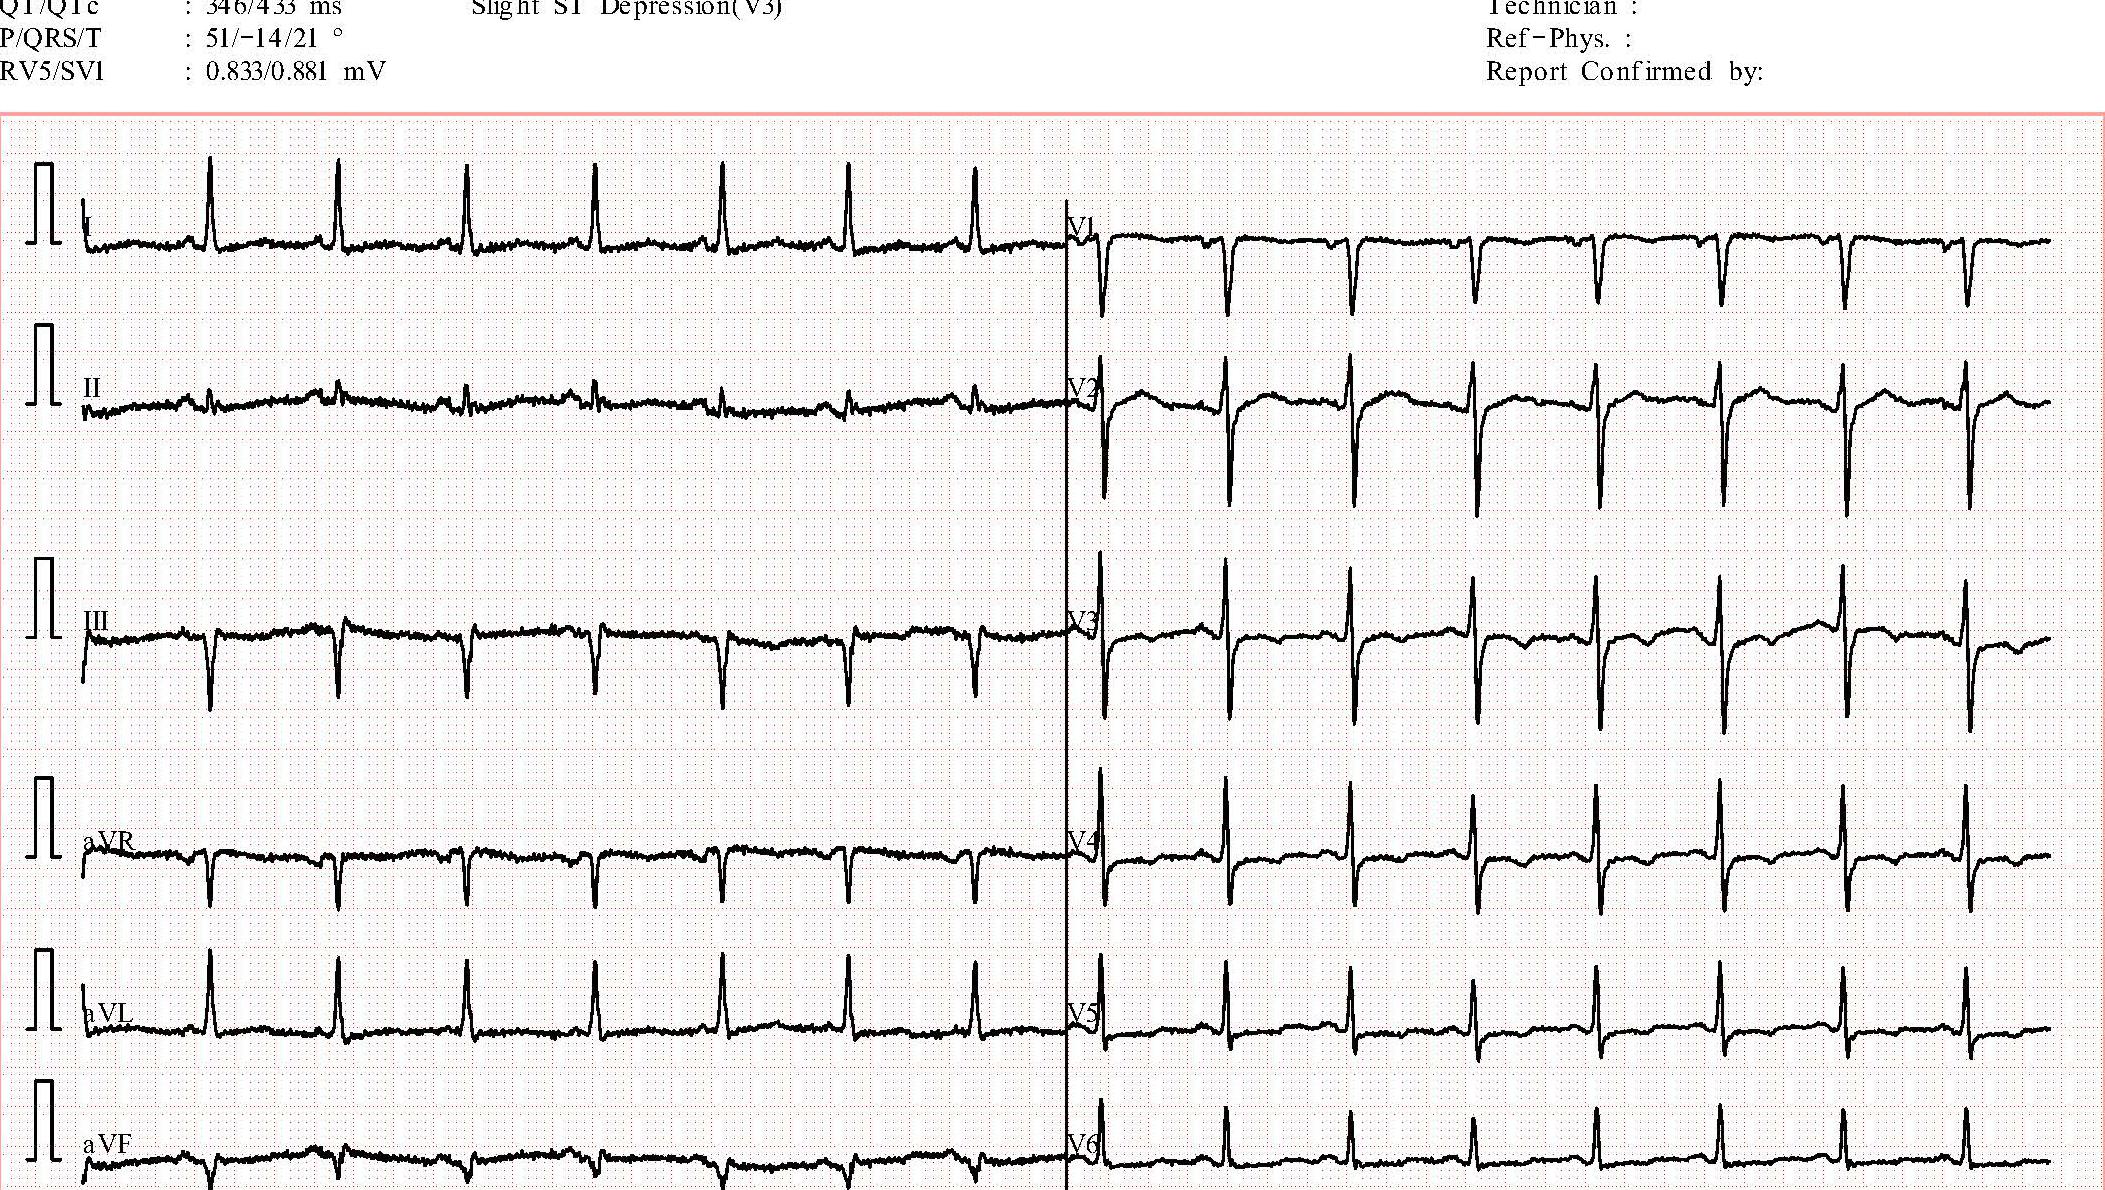 QT/QTc : 346/433 ms
P/QRS/T : 51/-14/21 °
RV5/SV1 : 0.833/0.881 mV
Slight ST Depression(V3)
Technician :
Ref-Phys. :
Report Confirmed by:
I
II
III
aVR
aVL
aVF
V1
V2
V3
V4
V5
V6